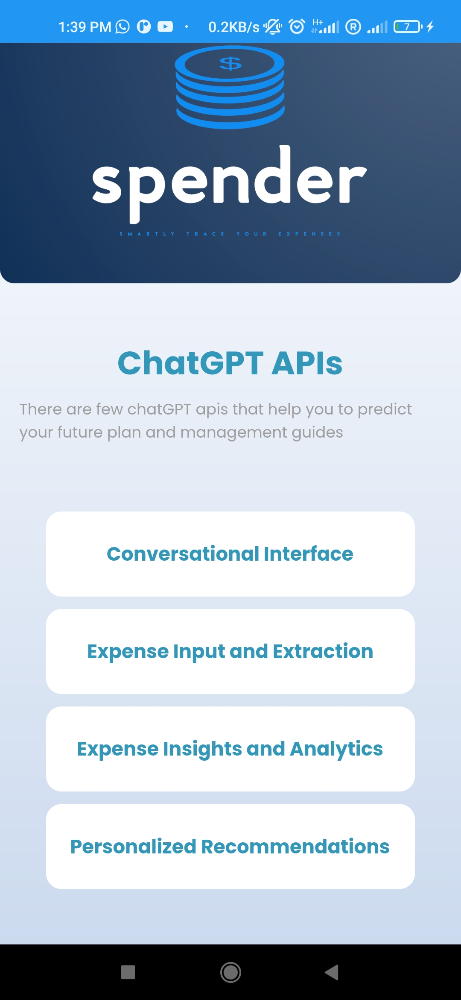 1:39 PM 0.2KB/s H+ R 7
$
spender
SMARTLY TRACK YOUR EXPENSES
ChatGPT APIs
There are few chatGPT apis that help you to predict
your future plan and management guides
Conversational Interface
Expense Input and Extraction
Expense Insights and Analytics
Personalized Recommendations